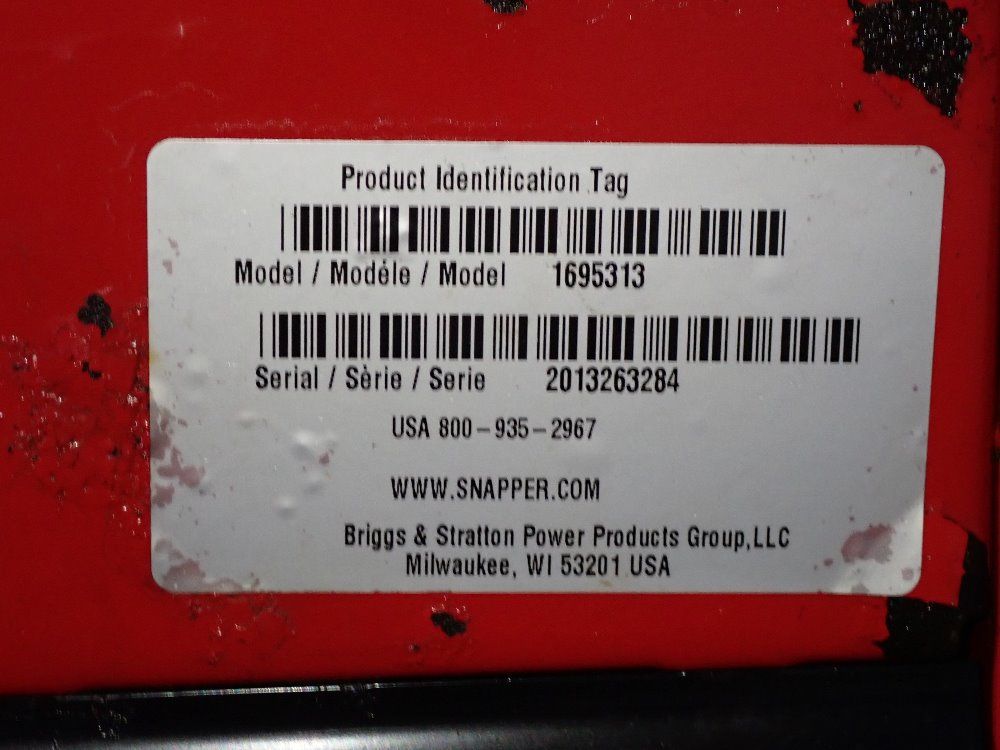 Product Identification Tag
Model / Modéle / Model 1695313
Serial / Sèrie / Serie 2013263284
USA 800-935-2967
WWW.SNAPPER.COM
Briggs & Stratton Power Products Group,LLC
Milwaukee, WI 53201 USA